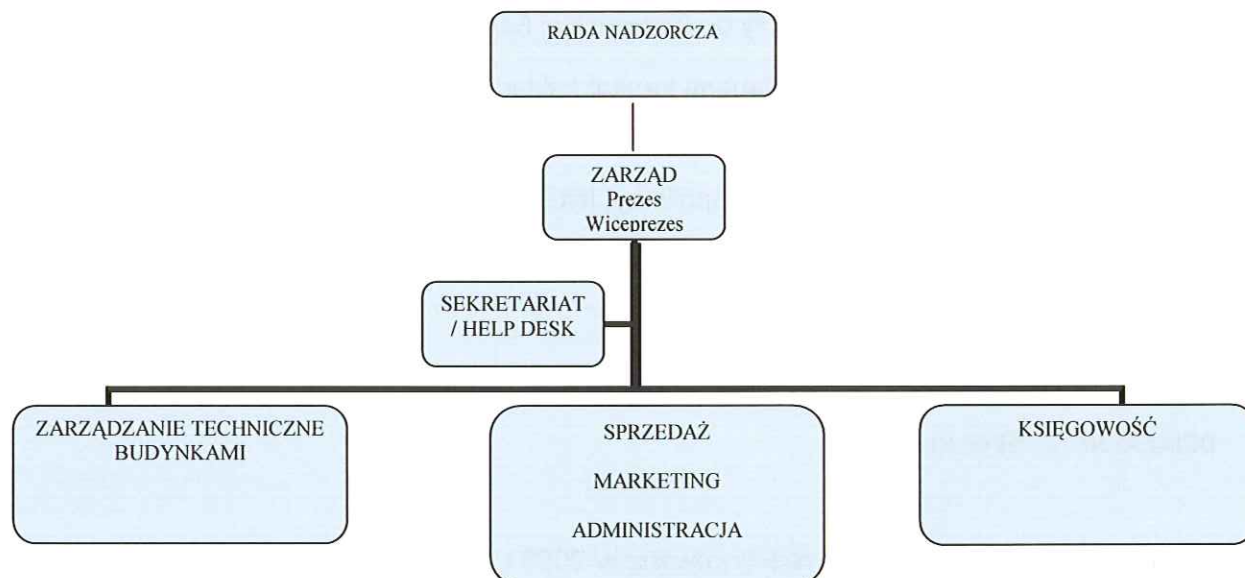 RADA NADZORCZA
ZARZĄD
Prezes
Wiceprezes
SEKRETARIAT
/ HELP DESK
ZARZĄDZANIE TECHNICZNE
BUDYNKAMI
SPRZEDAŻ
MARKETING
ADMINISTRACJA
KSIĘGOWOŚĆ